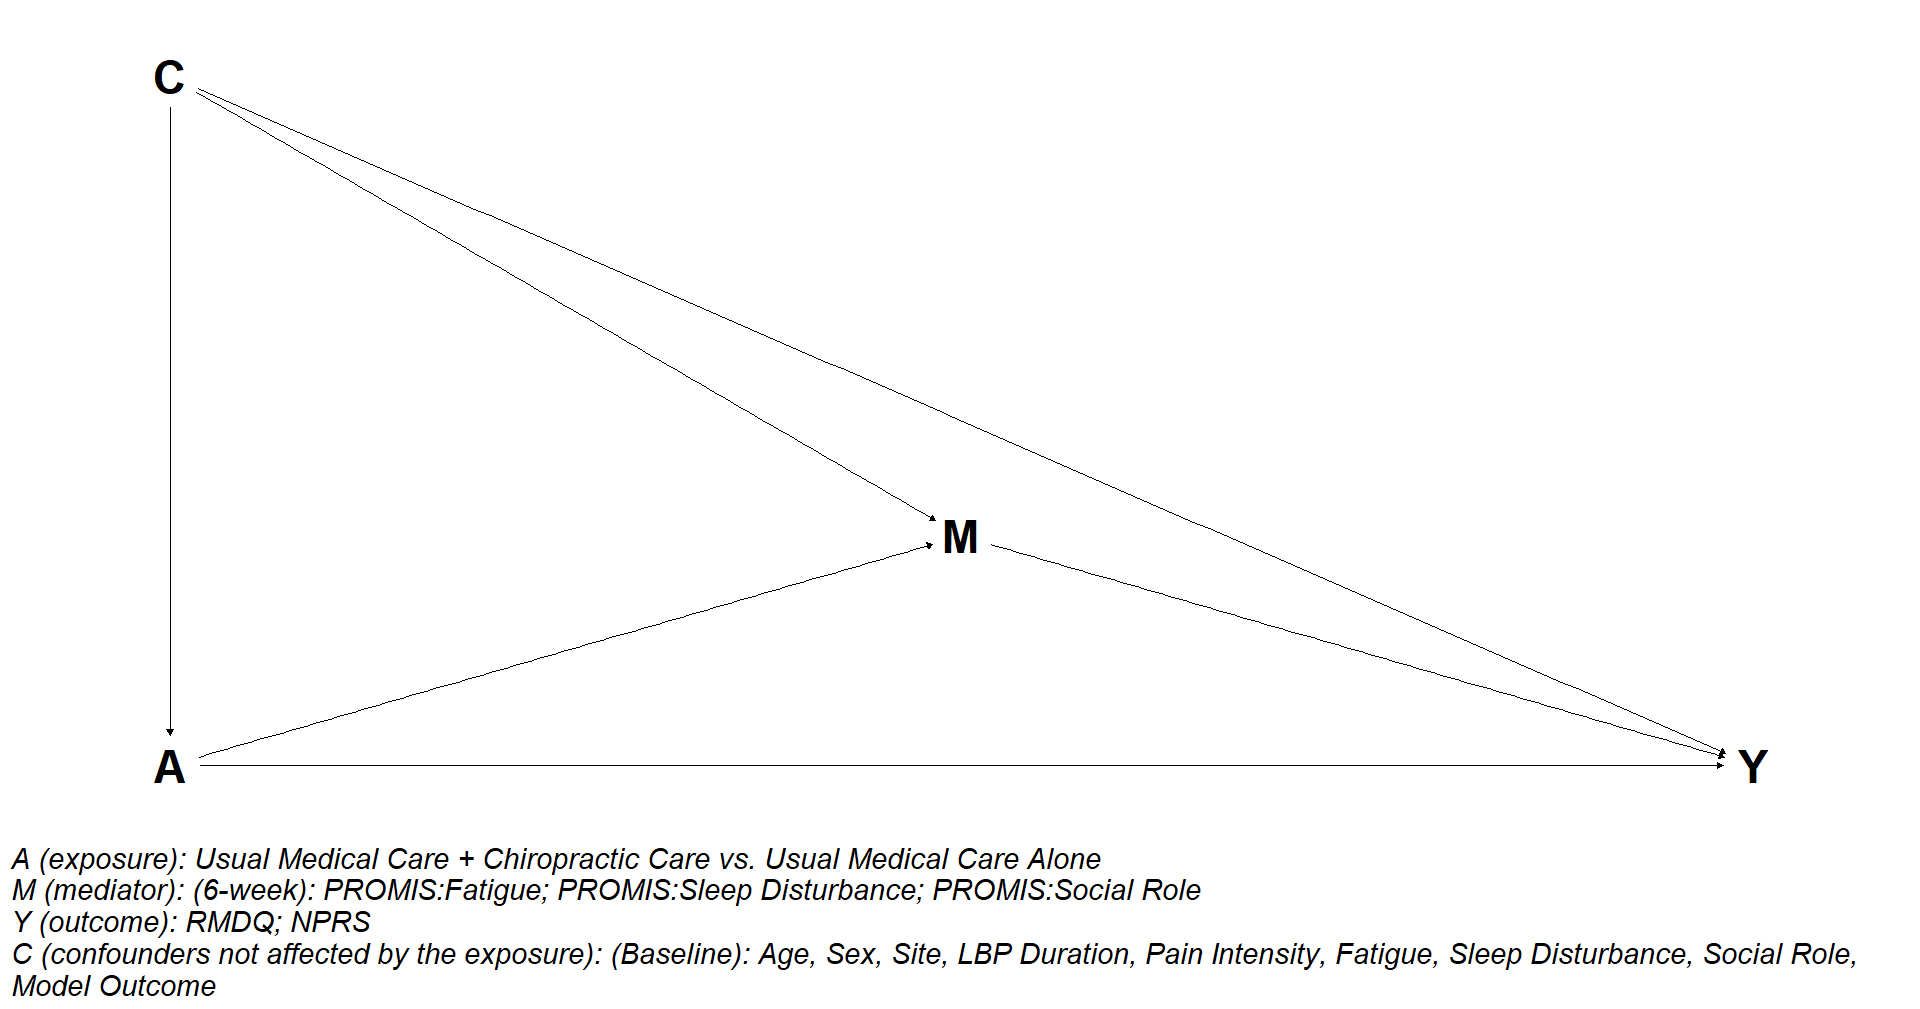 C
M
A
Y
A (exposure): Usual Medical Care + Chiropractic Care vs. Usual Medical Care Alone
M (mediator): (6-week): PROMIS:Fatigue; PROMIS:Sleep Disturbance; PROMIS:Social Role
Y (outcome): RMDQ; NPRS
C (confounders not affected by the exposure): (Baseline): Age, Sex, Site, LBP Duration, Pain Intensity, Fatigue, Sleep Disturbance, Social Role,
Model Outcome